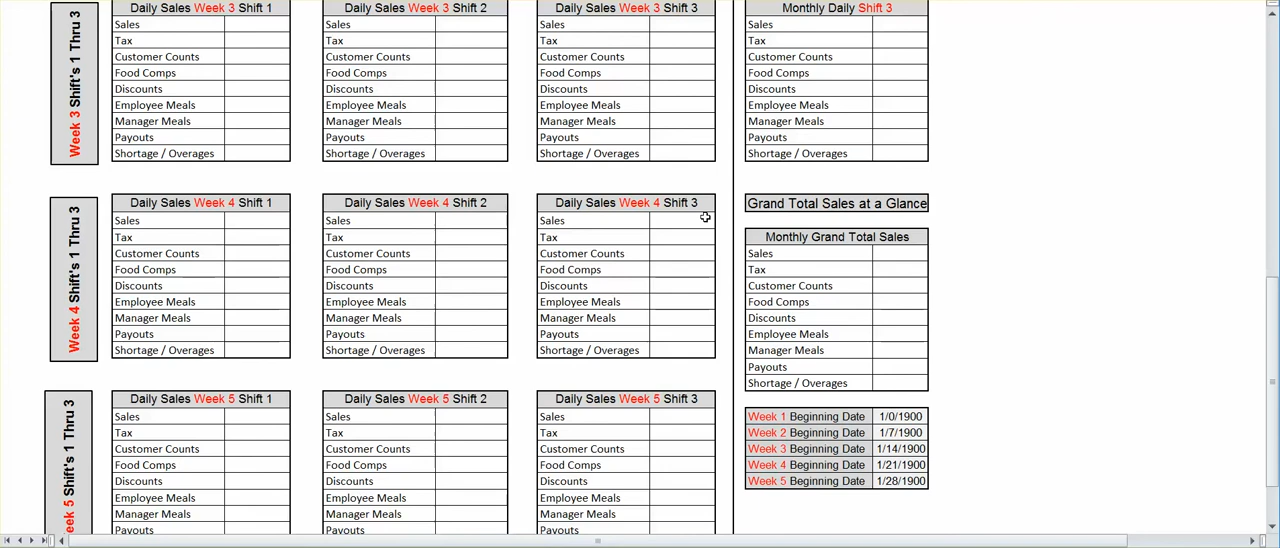 Week 3 Shift's 1 Thru 3
Daily Sales Week 3 Shift 1
Sales
Tax
Customer Counts
Food Comps
Discounts
Employee Meals
Manager Meals
Payouts
Shortage / Overages
Daily Sales Week 3 Shift 2
Sales
Tax
Customer Counts
Food Comps
Discounts
Employee Meals
Manager Meals
Payouts
Shortage / Overages
Daily Sales Week 3 Shift 3
Sales
Tax
Customer Counts
Food Comps
Discounts
Employee Meals
Manager Meals
Payouts
Shortage / Overages
Monthly Daily Shift 3
Sales
Tax
Customer Counts
Food Comps
Discounts
Employee Meals
Manager Meals
Payouts
Shortage / Overages
Week 4 Shift's 1 Thru 3
Daily Sales Week 4 Shift 1
Sales
Tax
Customer Counts
Food Comps
Discounts
Employee Meals
Manager Meals
Payouts
Shortage / Overages
Daily Sales Week 4 Shift 2
Sales
Tax
Customer Counts
Food Comps
Discounts
Employee Meals
Manager Meals
Payouts
Shortage / Overages
Daily Sales Week 4 Shift 3
Sales
Tax
Customer Counts
Food Comps
Discounts
Employee Meals
Manager Meals
Payouts
Shortage / Overages
Grand Total Sales at a Glance
Monthly Grand Total Sales
Sales
Tax
Customer Counts
Food Comps
Discounts
Employee Meals
Manager Meals
Payouts
Shortage / Overages
eek 5 Shift's 1 Thru 3
Daily Sales Week 5 Shift 1
Sales
Tax
Customer Counts
Food Comps
Discounts
Employee Meals
Manager Meals
Payouts
Daily Sales Week 5 Shift 2
Sales
Tax
Customer Counts
Food Comps
Discounts
Employee Meals
Manager Meals
Payouts
Daily Sales Week 5 Shift 3
Sales
Tax
Customer Counts
Food Comps
Discounts
Employee Meals
Manager Meals
Payouts
Week 1 Beginning Date 1/0/1900
Week 2 Beginning Date 1/7/1900
Week 3 Beginning Date 1/14/1900
Week 4 Beginning Date 1/21/1900
Week 5 Beginning Date 1/28/1900